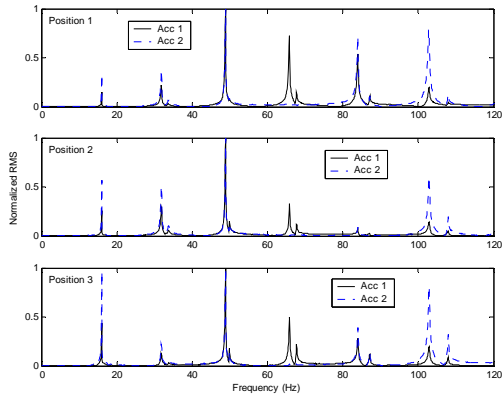 Position 1
Acc 1
Acc 2
1
0.5
0
0 20 40 60 80 100 120
Position 2
Acc 1
Acc 2
Normalized RMS
1
0.5
0
0 20 40 60 80 100 120
Position 3
Acc 1
Acc 2
1
0.5
0
0 20 40 60 80 100 120
Frequency (Hz)